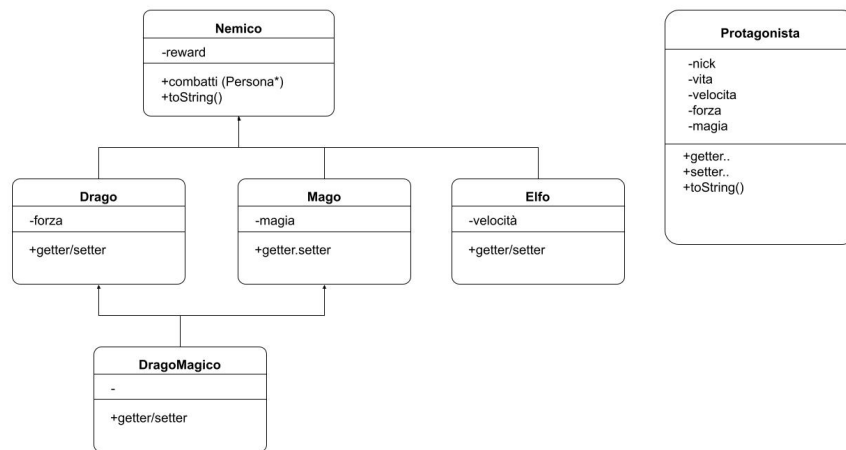 Nemico
-reward
+combatti (Persona*)
+toString()
Protagonista
-nick
-vita
-velocita
-forza
-magia
+getter..
+setter..
+toString()
Drago
-forza
+getter/setter
Mago
-magia
+getter.setter
Elfo
-velocità
+getter/setter
DragoMagico
-
+getter/setter